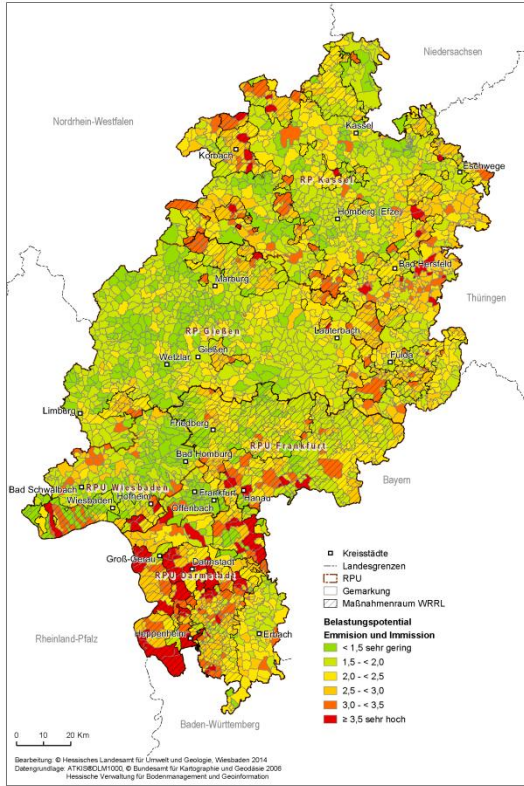 Niedersachsen
Nordrhein-Westfalen
Kassel
Korbach
Eschwege
RP Kassel
Homberg (Efze)
Bad Hersfeld
Marburg
Thüringen
RP Gießen
Lauterbach
Gießen
Wetzlar
Fulda
Limberg
Friedberg
RPU Frankfurt
Bad Homburg
Bayern
Bad Schwalbach
RPU Wiesbaden
Hofheim
Frankfurt
Hanau
Wiesbaden
Offenbach
Groß-Gerau
Darmstadt
RPU Darmstadt
Heppenheim
Erbach
Rheinland-Pfalz
Baden-Württemberg
Kreisstädte
Landesgrenzen
RPU
Gemarkung
Maßnahmenraum WRRL
Belastungspotential
Emmision und Immission
< 1,5 sehr gering
1,5 - < 2,0
2,0 - < 2,5
2,5 - < 3,0
3,0 - < 3,5
≥ 3,5 sehr hoch
0 10 20 Km
Bearbeitung: © Hessisches Landesamt für Umwelt und Geologie, Wiesbaden 2014
Datengrundlage: ATKIS®DLM1000, © Bundesamt für Kartographie und Geodäsie 2006
Hessische Verwaltung für Bodenmanagement und Geoinformation